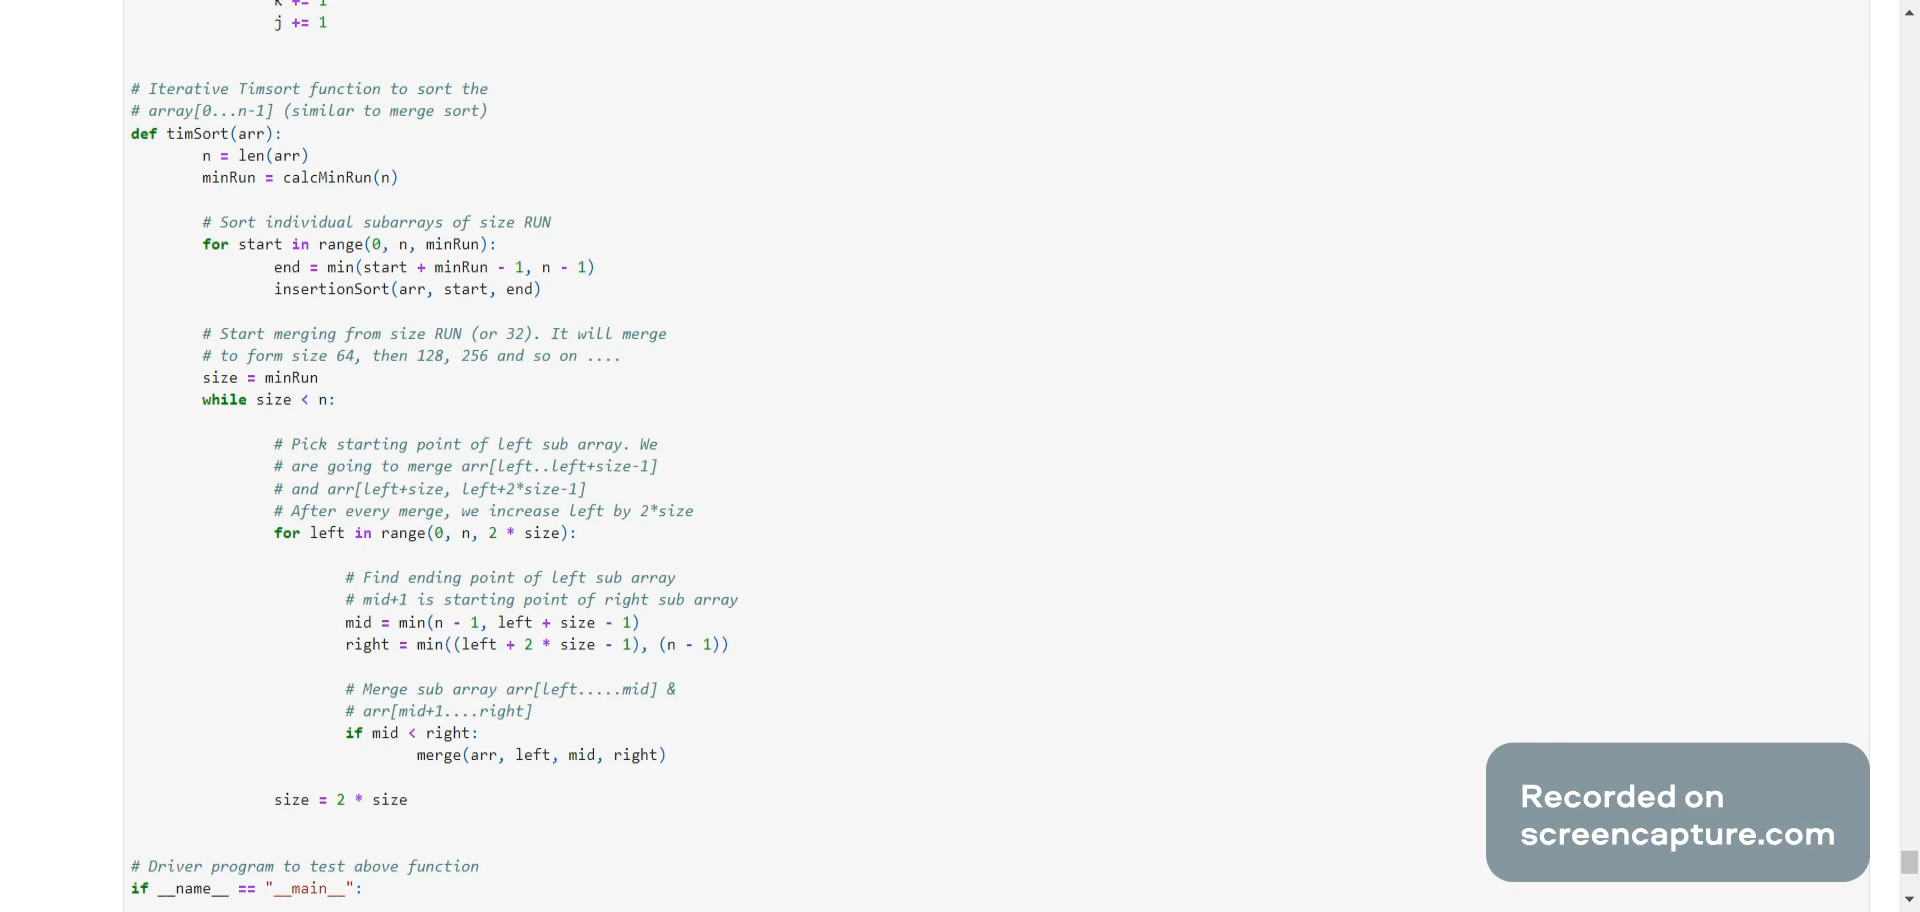 k += 1
j += 1
# Iterative Timsort function to sort the
# array[0...n-1] (similar to merge sort)
def timSort(arr):
n = len(arr)
minRun = calcMinRun(n)
# Sort individual subarrays of size RUN
for start in range(0, n, minRun):
end = min(start + minRun - 1, n - 1)
insertionSort(arr, start, end)
# Start merging from size RUN (or 32). It will merge
# to form size 64, then 128, 256 and so on ....
size = minRun
while size < n:
# Pick starting point of left sub array. We
# are going to merge arr[left..left+size-1]
# and arr[left+size, left+2*size-1]
# After every merge, we increase left by 2*size
for left in range(0, n, 2 * size):
# Find ending point of left sub array
# mid+1 is starting point of right sub array
mid = min(n - 1, left + size - 1)
right = min((left + 2 * size - 1), (n - 1))
# Merge sub array arr[left.....mid] &
# arr[mid+1....right]
if mid < right:
merge(arr, left, mid, right)
size = 2 * size
# Driver program to test above function
if __name__ == "__main__":
Recorded on
screencapture.com